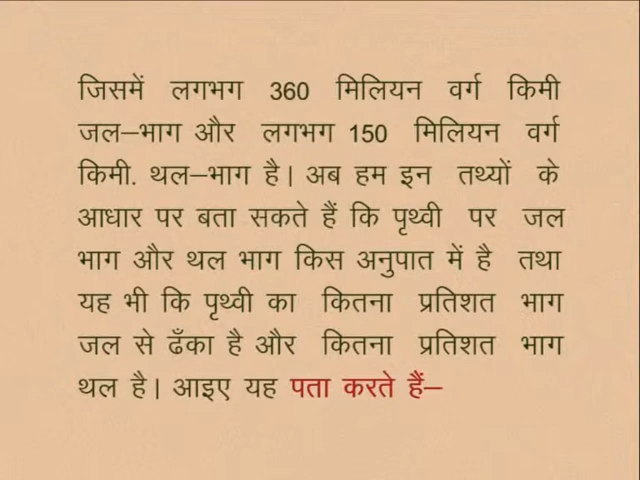 जिसमें लगभग 360 मिलियन वर्ग किमी
जल–भाग और लगभग 150 मिलियन वर्ग
किमी. थल–भाग है। अब हम इन तथ्यों के
आधार पर बता सकते हैं कि पृथ्वी पर जल
भाग और थल भाग किस अनुपात में है तथा
यह भी कि पृथ्वी का कितना प्रतिशत भाग
जल से ढँका है और कितना प्रतिशत भाग
थल है। आइए यह पता करते हैं–